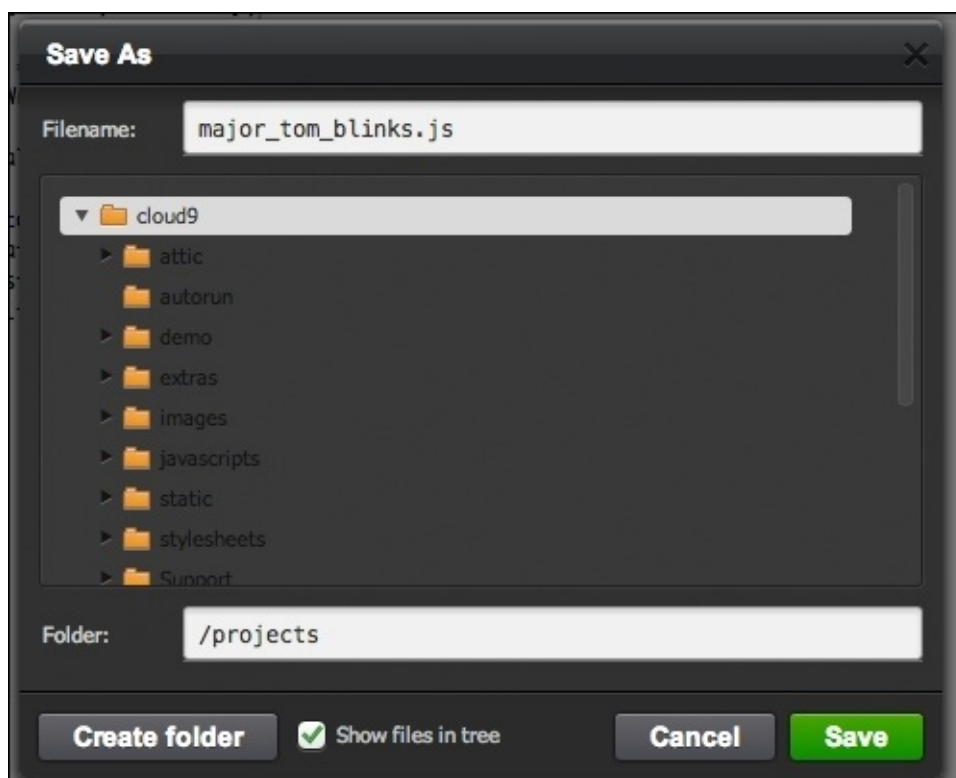 Save As
Filename: major_tom_blinks.js
cloud9
attic
autorun
demo
extras
images
javascripts
static
stylesheets
Support
Folder: /projects
Create folder Show files in tree Cancel Save